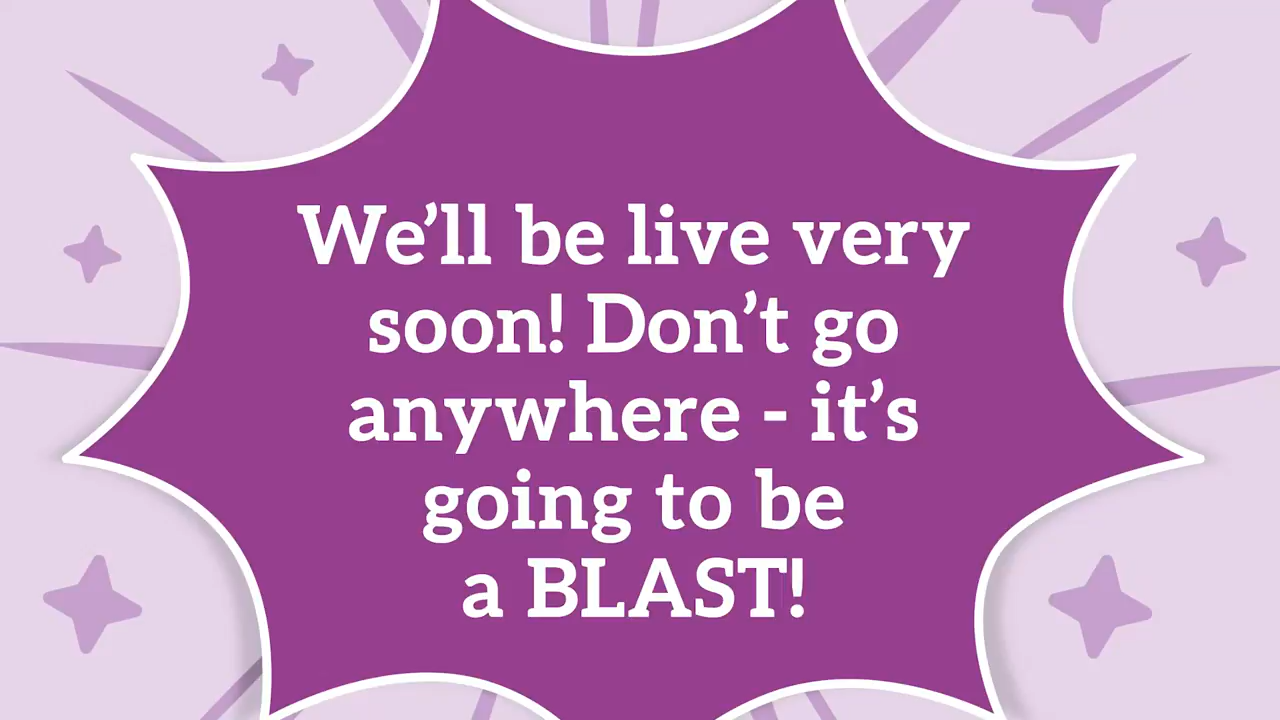 We’ll be live very
soon! Don’t go
anywhere - it’s
going to be
a BLAST!